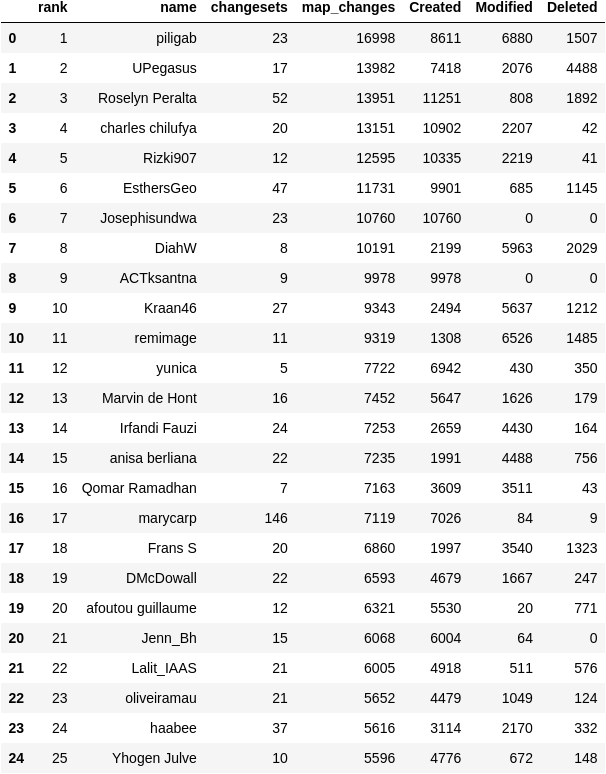 rank name changesets map_changes Created Modified Deleted
0 1 piligab 23 16998 8611 6880 1507
1 2 UPegasus 17 13982 7418 2076 4488
2 3 Roselyn Peralta 52 13951 11251 808 1892
3 4 charles chilufya 20 13151 10902 2207 42
4 5 Rizki907 12 12595 10335 2219 41
5 6 EsthersGeo 47 11731 9901 685 1145
6 7 Josephisundwa 23 10760 10760 0 0
7 8 DiahW 8 10191 2199 5963 2029
8 9 ACTksantna 9 9978 9978 0 0
9 10 Kraan46 27 9343 2494 5637 1212
10 11 remimage 11 9319 1308 6526 1485
11 12 yunica 5 7722 6942 430 350
12 13 Marvin de Hont 16 7452 5647 1626 179
13 14 Irfandi Fauzi 24 7253 2659 4430 164
14 15 anisa berliana 22 7235 1991 4488 756
15 16 Qomar Ramadhan 7 7163 3609 3511 43
16 17 marycarp 146 7119 7026 84 9
17 18 Frans S 20 6860 1997 3540 1323
18 19 DMcDowall 22 6593 4679 1667 247
19 20 afoutou guillaume 12 6321 5530 20 771
20 21 Jenn_Bh 15 6068 6004 64 0
21 22 Lalit_IAAS 21 6005 4918 511 576
22 23 oliveiramau 21 5652 4479 1049 124
23 24 haabee 37 5616 3114 2170 332
24 25 Yhogen Julve 10 5596 4776 672 148